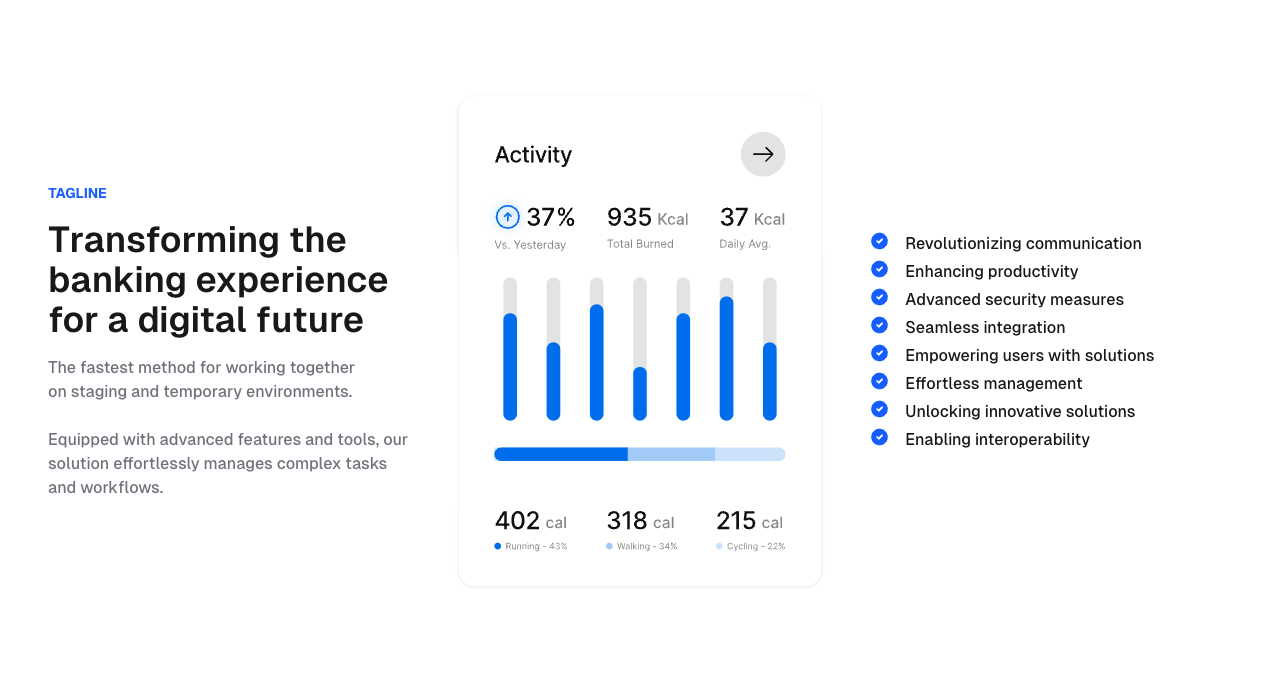 TAGLINE
Transforming the
banking experience
for a digital future
The fastest method for working together
on staging and temporary environments.
Equipped with advanced features and tools, our
solution effortlessly manages complex tasks
and workflows.
Activity
37% 935 Kcal 37 Kcal
Vs. Yesterday Total Burned Daily Avg.
402 cal 318 cal 215 cal
Running - 43% Walking - 34% Cycling - 22%
Revolutionizing communication
Enhancing productivity
Advanced security measures
Seamless integration
Empowering users with solutions
Effortless management
Unlocking innovative solutions
Enabling interoperability